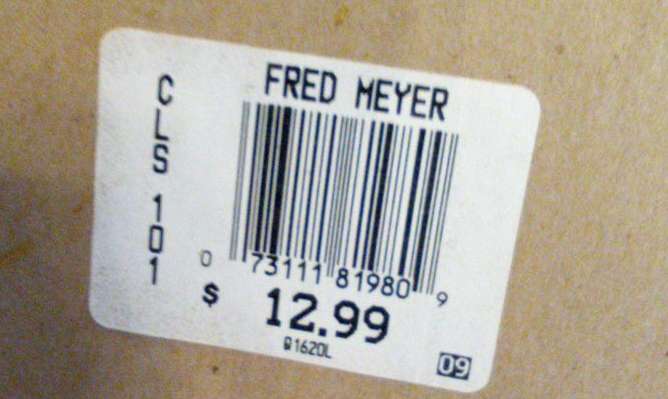 FRED MEYER
CLS 101
0 73111 81980 9
$ 12.99
Q1620L
09